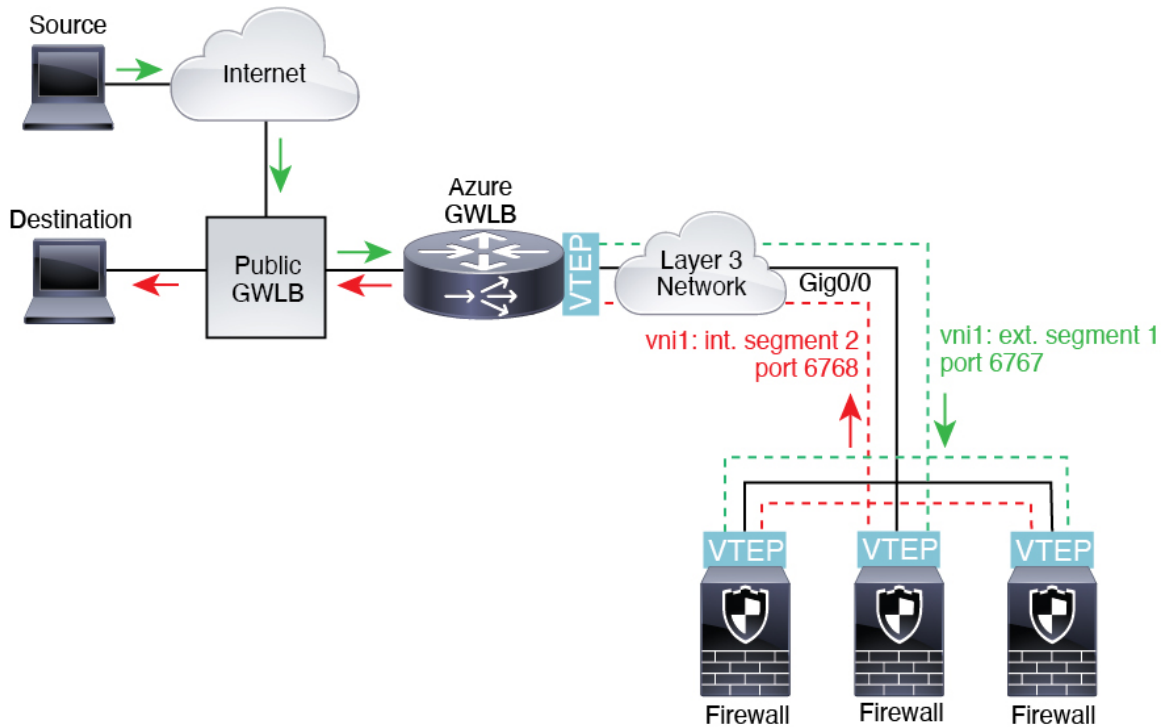 Source
Internet
Azure
GWLB
Destination
Public
GWLB
VTEP
Layer 3
Network
Gig0/0
vni1: int. segment 2
port 6768
vni1: ext. segment 1
port 6767
VTEP
VTEP
VTEP
Firewall
Firewall
Firewall